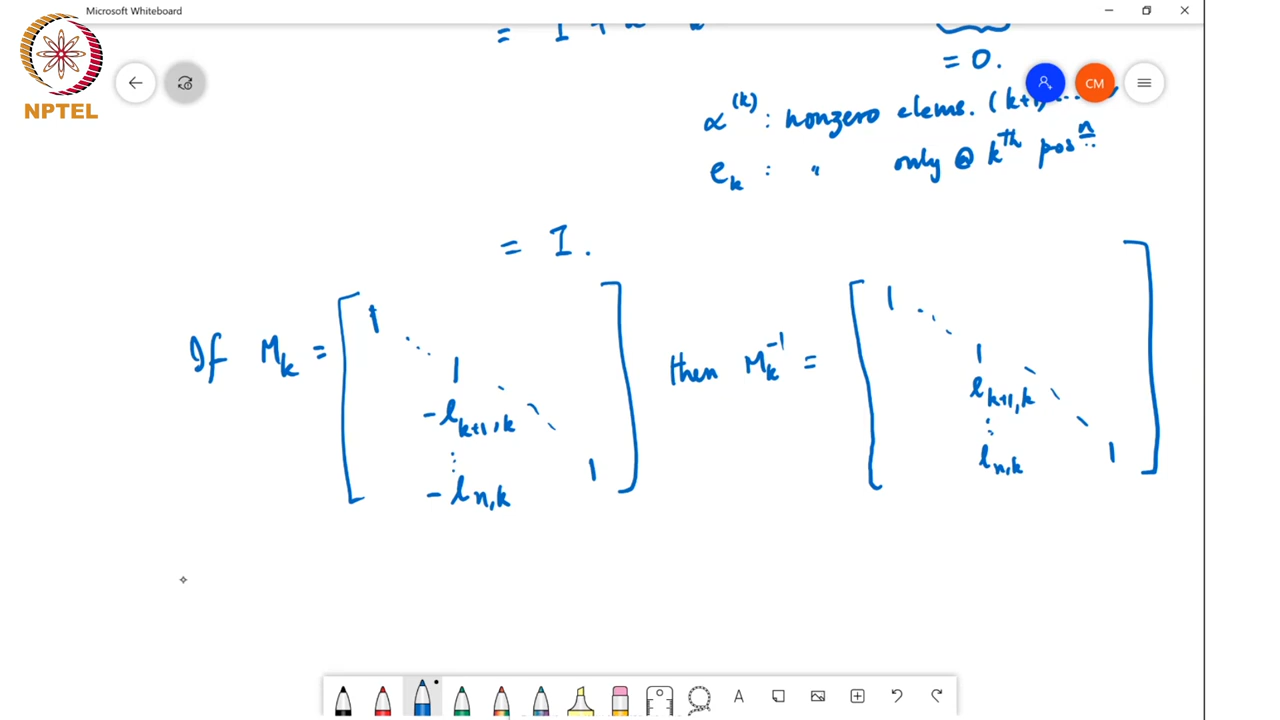 Microsoft Whiteboard
NPTEL
= 0.
CM
α^(k) : nonzero elems. (k+1)...
e_k : " only @ k^th pos^n
= I.
If M_k = [ 1 ⋱ 1 -l_{k+1,k} ⋮ -l_{n,k} ⋱ 1 ] then M_k^{-1} = [ 1 ⋱ 1 l_{k+1,k} ⋮ l_{n,k} ⋱ 1 ]
A